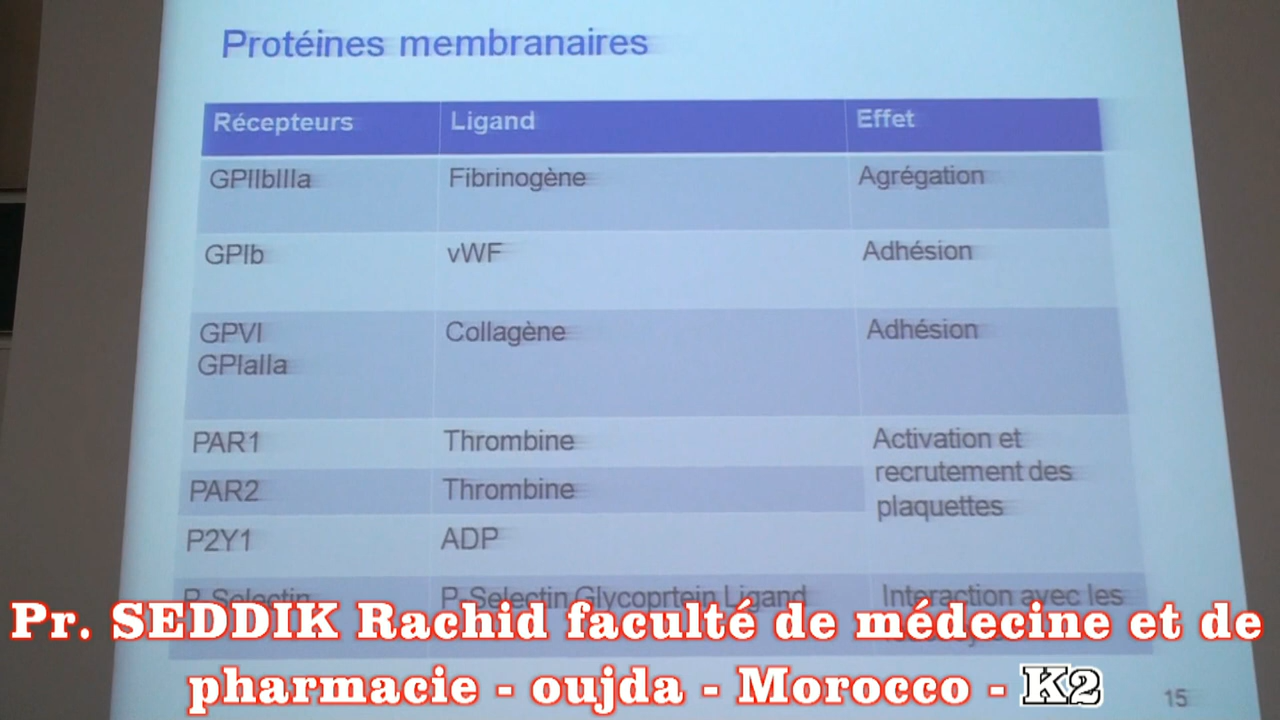 Protéines membranaires
Récepteurs Ligand Effet
GPIIbIIIa Fibrinogène Agrégation
GPIb vWF Adhésion
GPVI Collagène Adhésion
GPIaIIa
PAR1 Thrombine Activation et
recrutement des
PAR2 Thrombine
plaquettes
P2Y1 ADP
P-Selectin P-Selectin Glycoprtein Ligand Interaction avec les
Pr. SEDDIK Rachid faculté de médecine et de
pharmacie - oujda - Morocco - K2
15